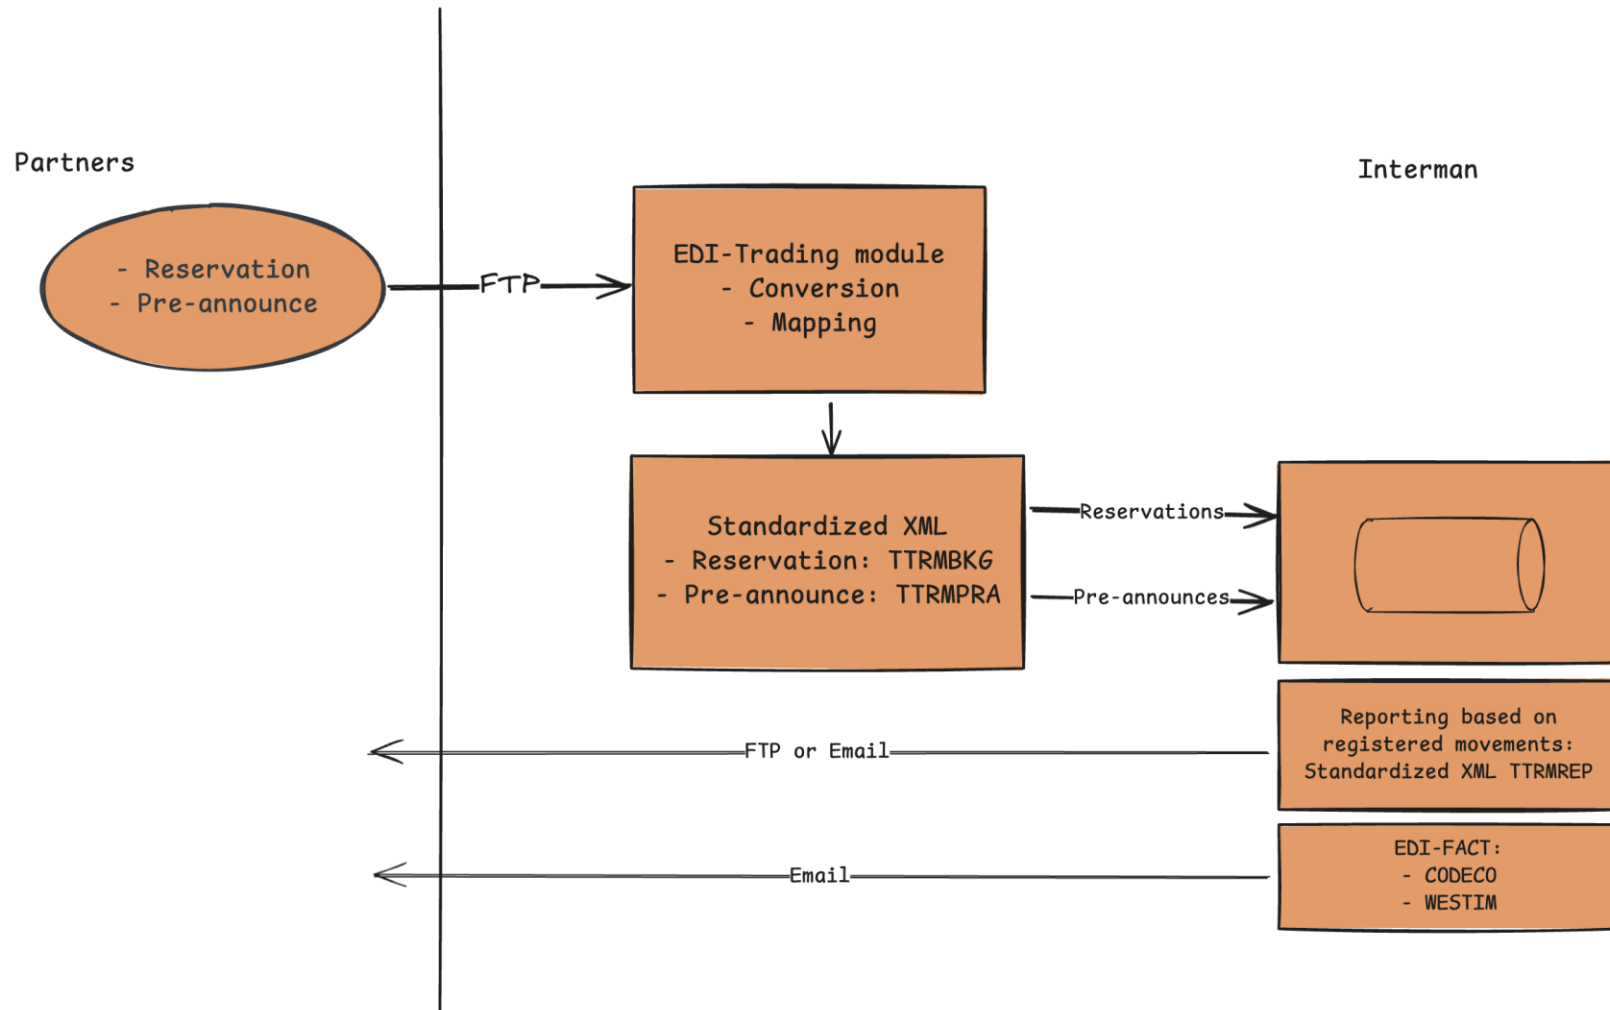 Partners
Interman
- Reservation
- Pre-announce
FTP
EDI-Trading module
- Conversion
- Mapping
Standardized XML
- Reservation: TTRMBKG
- Pre-announce: TTRMPRA
Reservations
Pre-announces
Reporting based on
registered movements:
Standardized XML TTRMREP
FTP or Email
EDI-FACT:
- CODECO
- WESTIM
Email